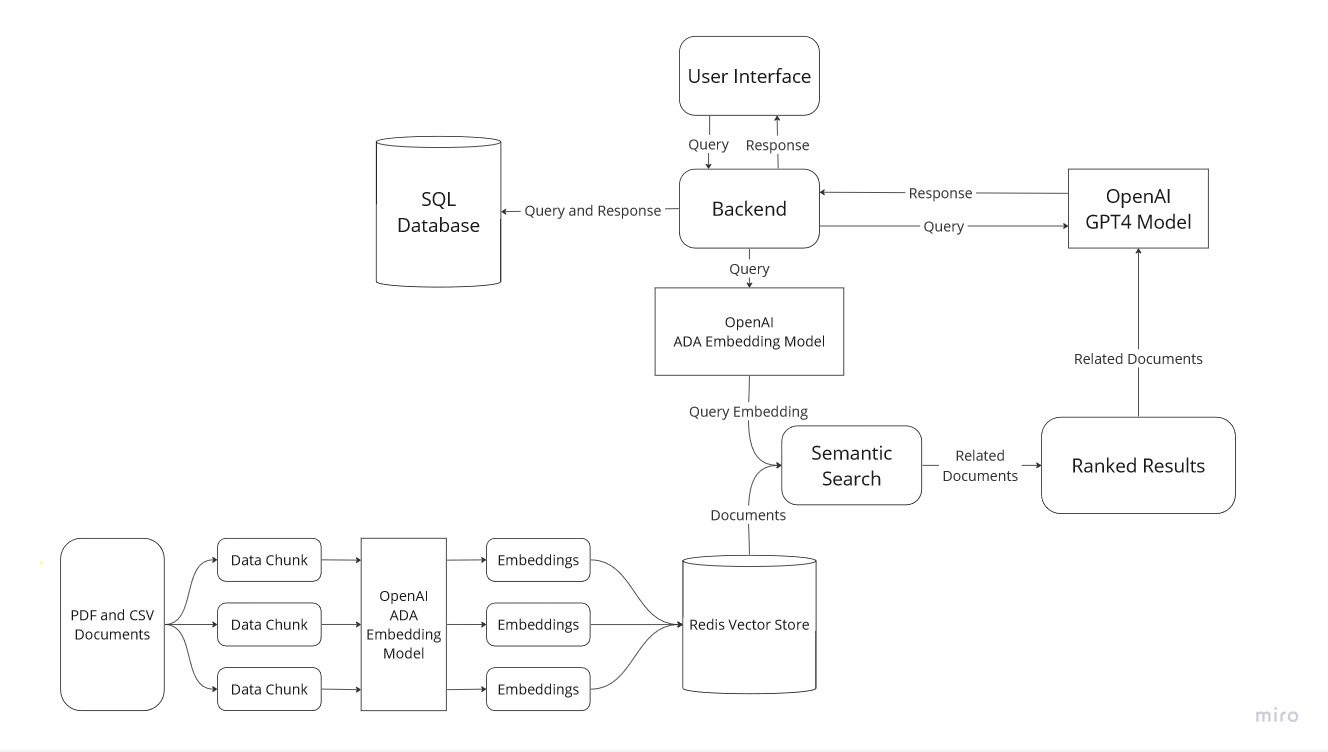 User Interface
Query
Response
SQL
Database
Query and Response
Backend
Response
Query
OpenAI
GPT4 Model
Query
OpenAI
ADA Embedding Model
Related Documents
Query Embedding
Semantic
Search
Related
Documents
Ranked Results
Documents
PDF and CSV
Documents
Data Chunk
Data Chunk
Data Chunk
OpenAI
ADA
Embedding
Model
Embeddings
Embeddings
Embeddings
Redis Vector Store
miro